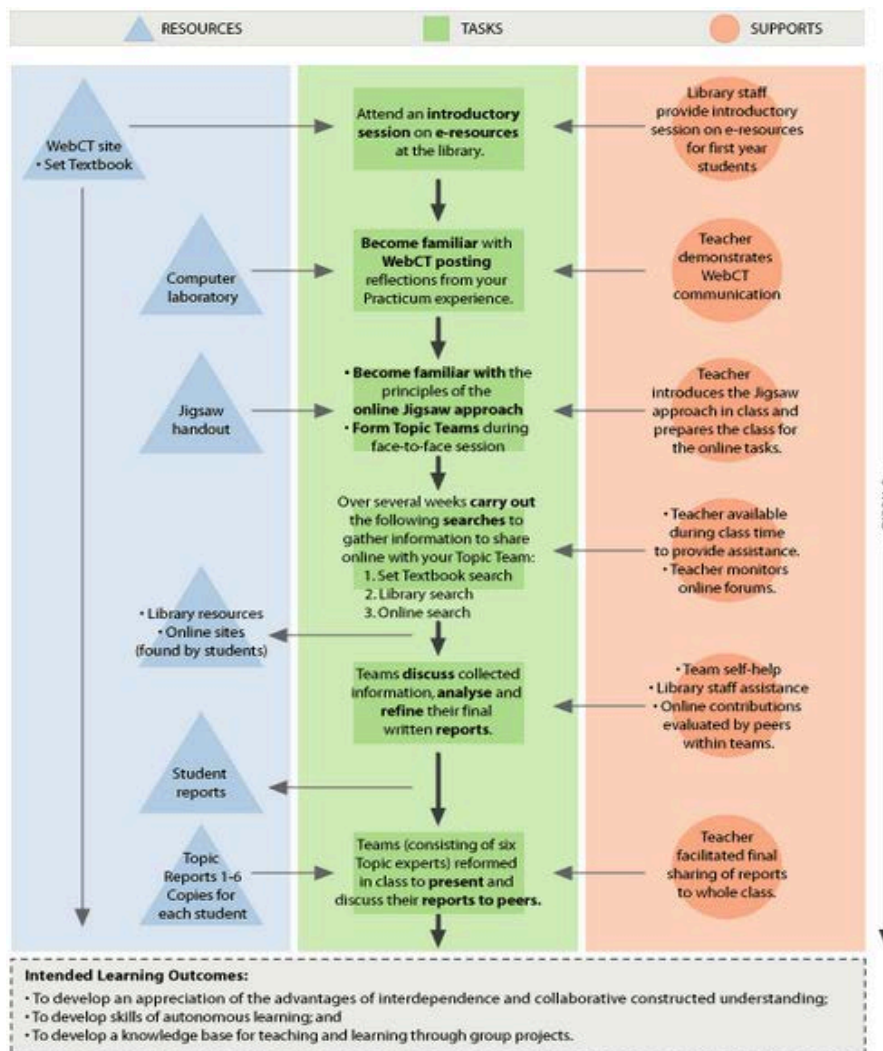 RESOURCES
TASKS
SUPPORTS
WebCT site
• Set Textbook
Attend an introductory
session on e-resources
at the library.
Library staff
provide introductory
session on e-resources
for first year
students
Computer
laboratory
Become familiar with
WebCT posting
reflections from your
Practicum experience.
Teacher
demonstrates
WebCT
communication
Jigsaw
handout
• Become familiar with the
principles of the
online Jigsaw approach
• Form Topic Teams during
face-to-face session
Teacher
introduces the Jigsaw
approach in class and
prepares the class for
the online tasks.
Over several weeks carry out
the following searches to
gather information to share
online with your Topic Team:
1. Set Textbook search
2. Library search
3. Online search
• Teacher available
during class time
to provide assistance.
• Teacher monitors
online forums.
• Library resources
• Online sites
(found by students)
Teams discuss collected
information, analyse and
refine their final
written reports.
• Team self-help
• Library staff assistance
• Online contributions
evaluated by peers
within teams.
Student
reports
Topic
Reports 1-6
Copies for
each student
Teams (consisting of six
Topic experts) reformed
in class to present and
discuss their reports to peers.
Teacher
facilitated final
sharing of reports
to whole class.
Intended Learning Outcomes:
• To develop an appreciation of the advantages of interdependence and collaborative constructed understanding;
• To develop skills of autonomous learning; and
• To develop a knowledge base for teaching and learning through group projects.